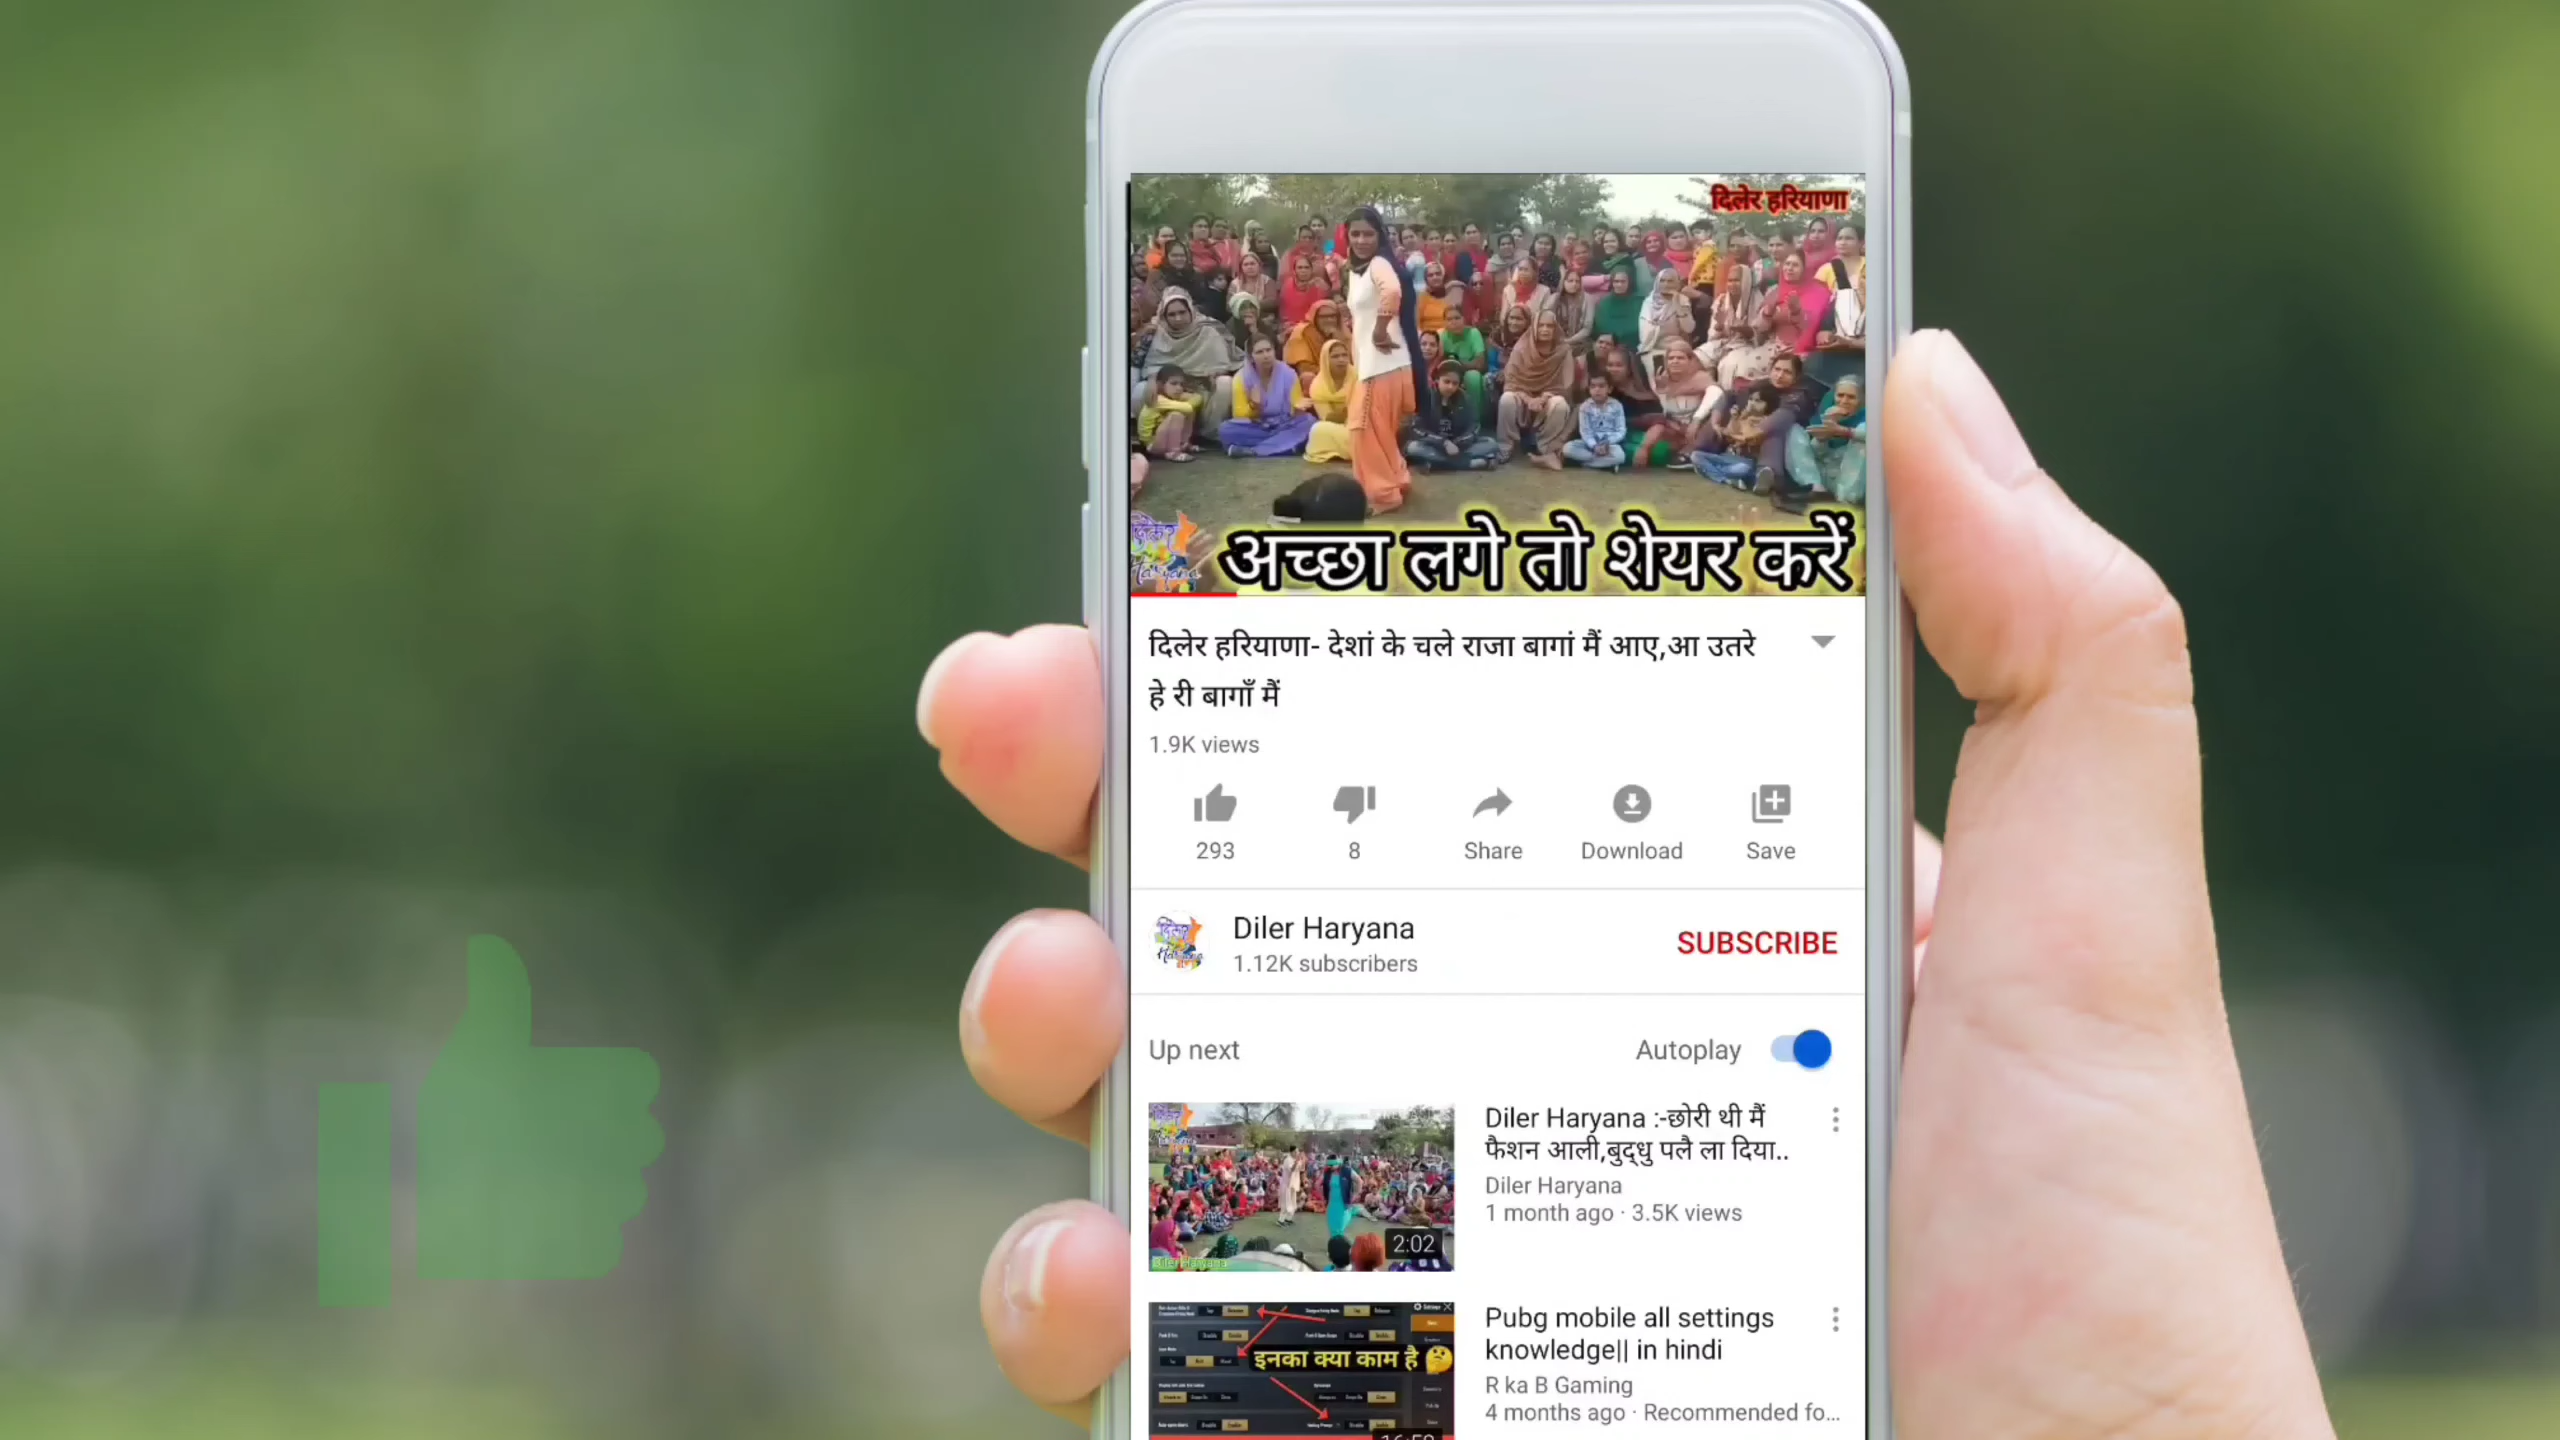 दिलेर हरियाणा
अच्छा लगे तो शेयर करें
दिलेर हरियाणा- देशां के चले राजा बागां मैं आए,आ उतरे
हे री बागाँ मैं
1.9K views
293
8
Share
Download
Save
Diler Haryana
1.12K subscribers
SUBSCRIBE
Up next
Autoplay
Diler Haryana :-छोरी थी मैं
फैशन आली,बुद्धु पलै ला दिया..
Diler Haryana
1 month ago · 3.5K views
2:02
Diler Haryana
इनका क्या काम है
Pubg mobile all settings
knowledge|| in hindi
R ka B Gaming
4 months ago · Recommended fo...